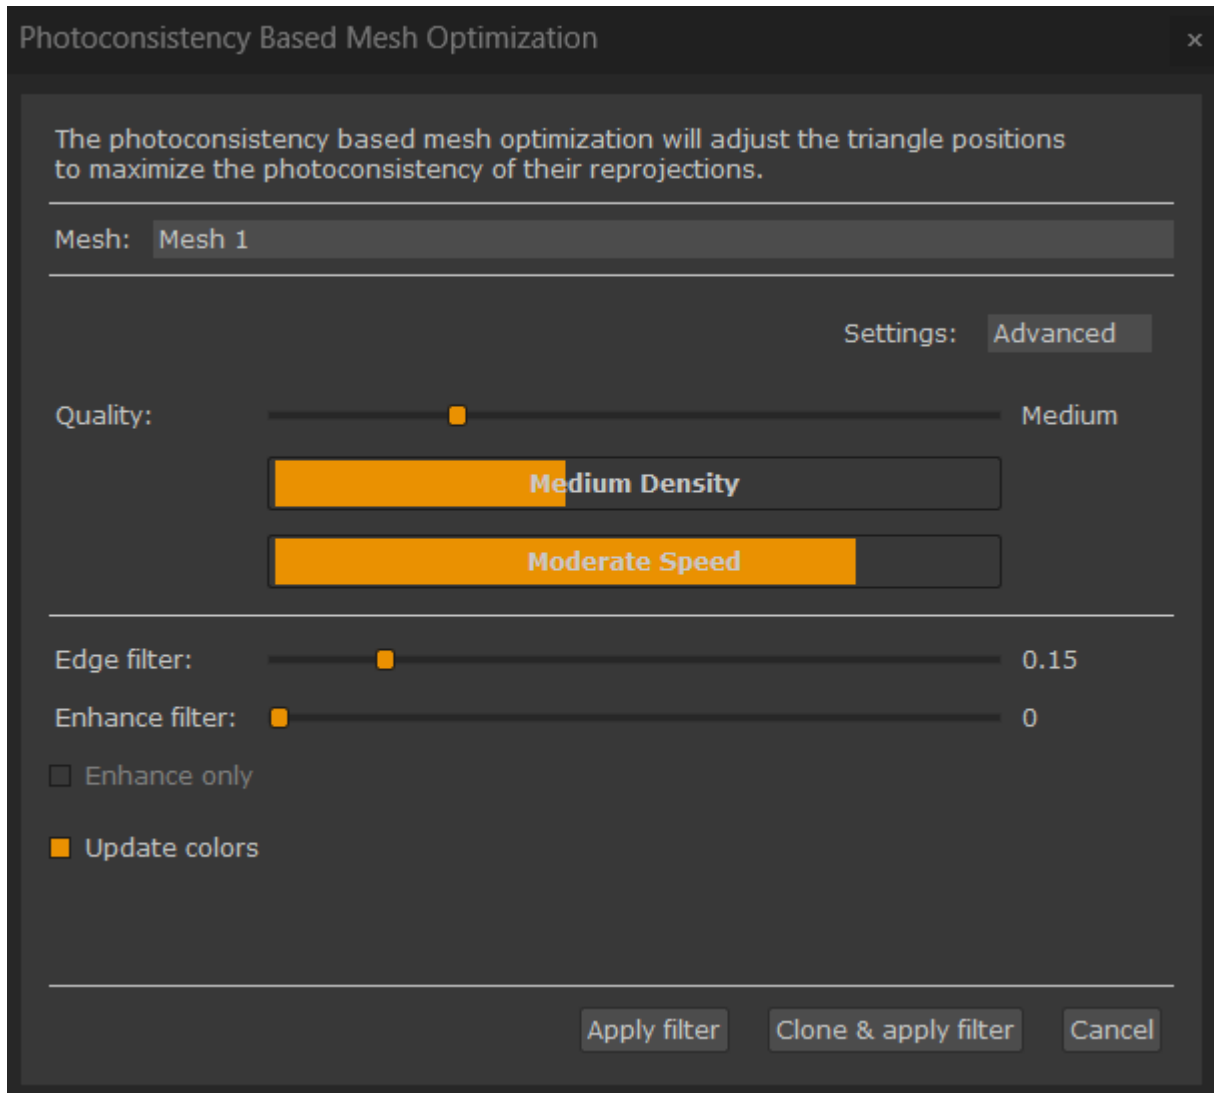 Photoconsistency Based Mesh Optimization
The photoconsistency based mesh optimization will adjust the triangle positions
to maximize the photoconsistency of their reprojections.
Mesh: Mesh 1
Settings: Advanced
Quality: Medium
Medium Density
Moderate Speed
Edge filter: 0.15
Enhance filter: 0
Enhance only
Update colors
Apply filter Clone & apply filter Cancel